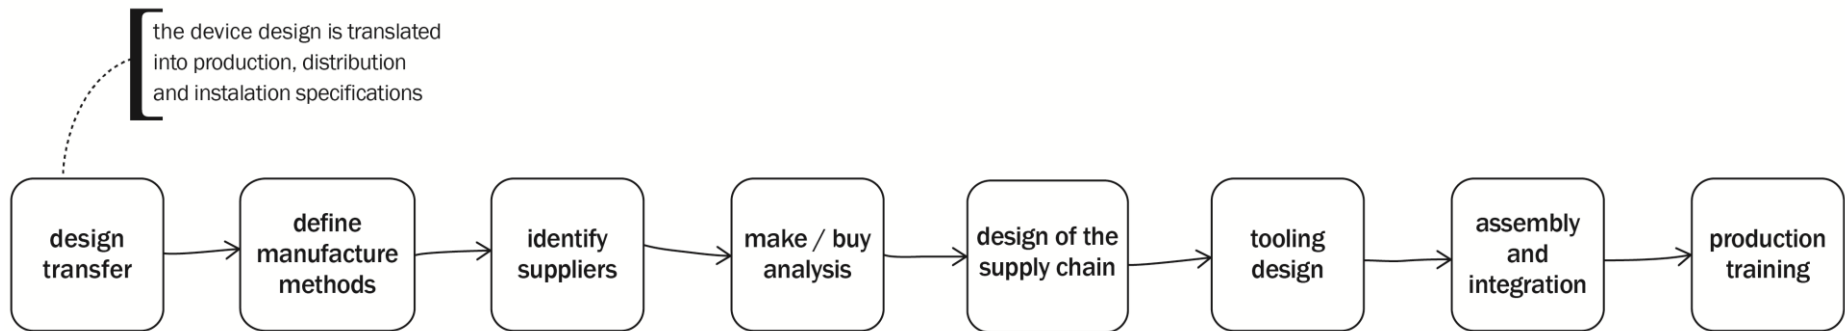 the device design is translated
into production, distribution
and instalation specifications
design
transfer
define
manufacture
methods
identify
suppliers
make / buy
analysis
design of the
supply chain
tooling
design
assembly
and
integration
production
training